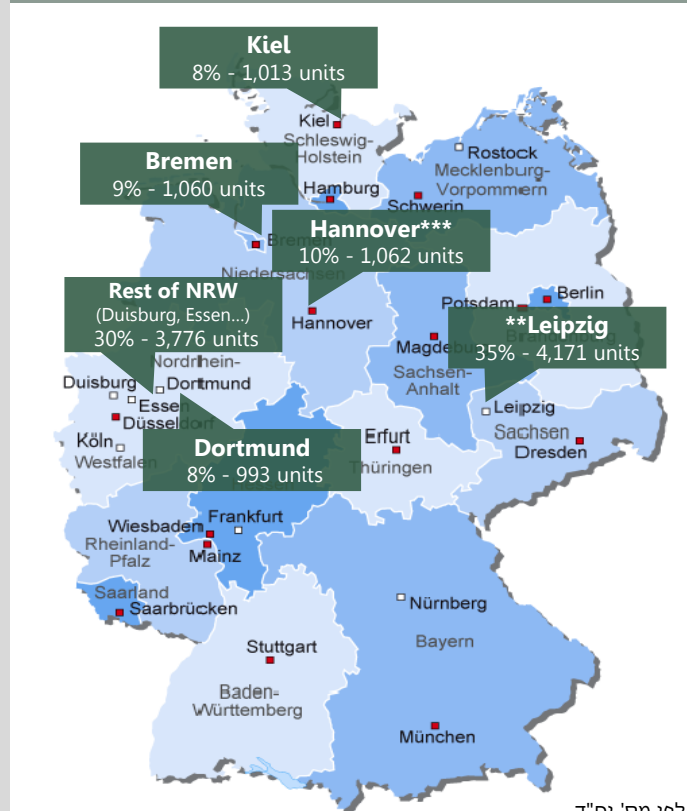 Kiel
8% - 1,013 units
Kiel
Schleswig-
Holstein
Rostock
Mecklenburg-
Vorpommern
Bremen
9% - 1,060 units
Hamburg
Schwerin
Hannover***
10% - 1,062 units
Bremen
Niedersachsen
Rest of NRW
(Duisburg, Essen...)
30% - 3,776 units
Hannover
Potsdam
Berlin
Brandenburg
**Leipzig
35% - 4,171 units
Magdeburg
Sachsen-
Anhalt
Nordrhein-
Duisburg
Dortmund
Essen
Düsseldorf
Köln
Westfalen
Leipzig
Sachsen
Dresden
Dortmund
8% - 993 units
Erfurt
Thüringen
Wiesbaden
Frankfurt
Rheinland-
Pfalz
Mainz
Saarland
Saarbrücken
Nürnberg
Stuttgart
Bayern
Baden-
Württemberg
München